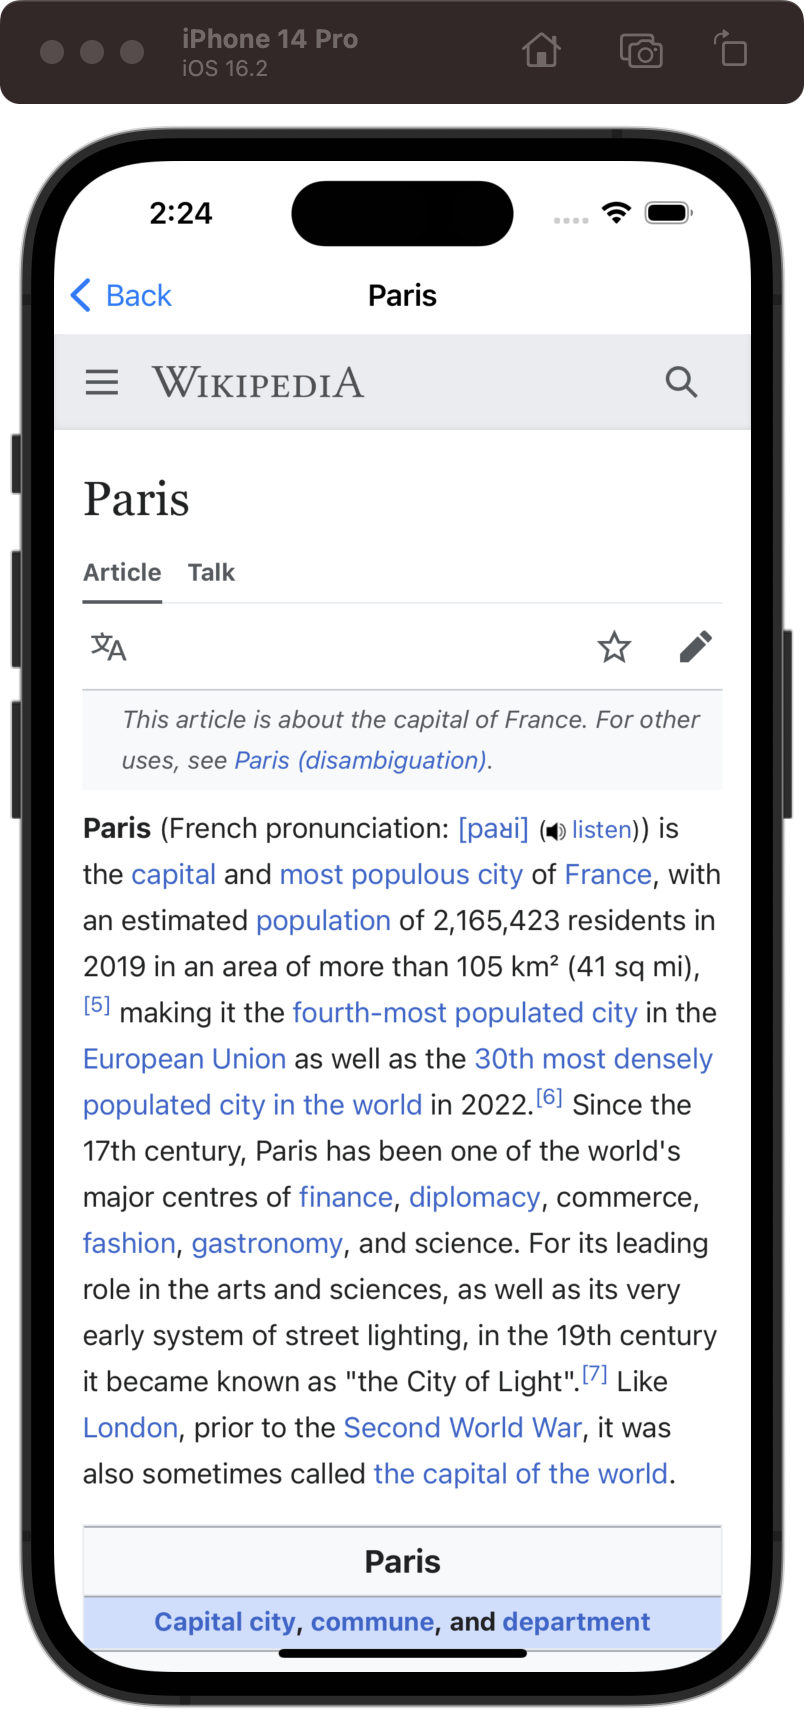 iPhone 14 Pro
iOS 16.2
2:24
Back
Paris
WIKIPEDIA
Paris
Article Talk
文A
This article is about the capital of France. For other
uses, see Paris (disambiguation).
Paris (French pronunciation: [paʁi] (listen)) is
the capital and most populous city of France, with
an estimated population of 2,165,423 residents in
2019 in an area of more than 105 km² (41 sq mi),
[5] making it the fourth-most populated city in the
European Union as well as the 30th most densely
populated city in the world in 2022.[6] Since the
17th century, Paris has been one of the world's
major centres of finance, diplomacy, commerce,
fashion, gastronomy, and science. For its leading
role in the arts and sciences, as well as its very
early system of street lighting, in the 19th century
it became known as "the City of Light".[7] Like
London, prior to the Second World War, it was
also sometimes called the capital of the world.
Paris
Capital city, commune, and department